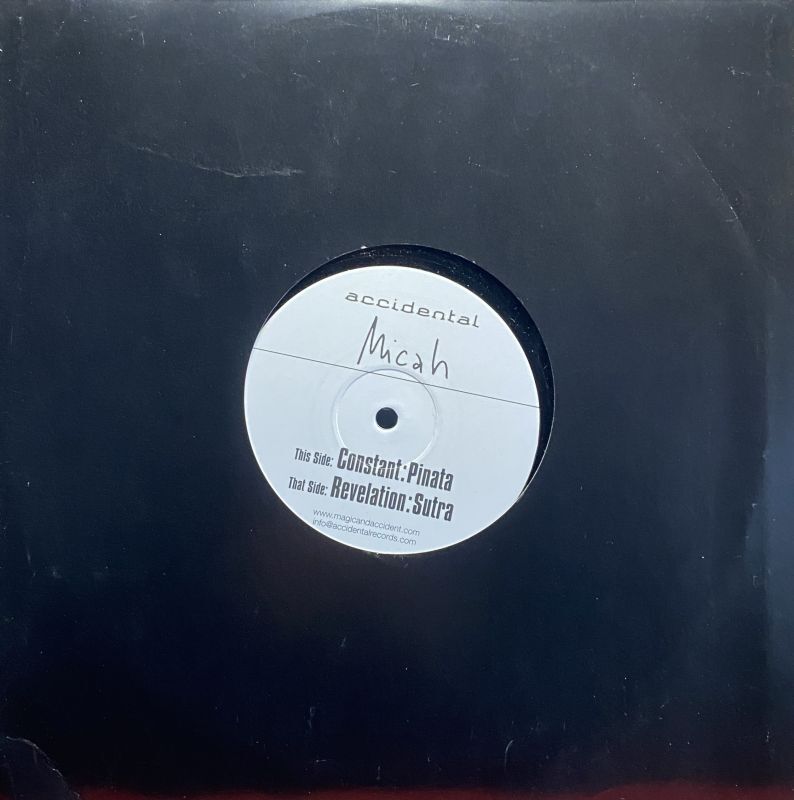 accidental
Micah
This Side: Constant:Pinata
That Side: Revelation:Sutra
www.magicandaccident.com
info@accidentalrecords.com